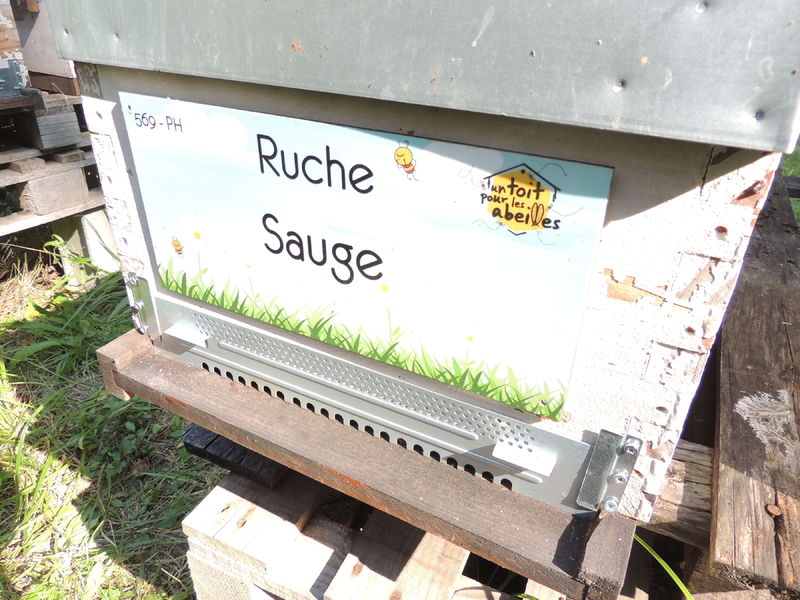 569-PH
Ruche
Sauge
un toit
pour les
abeilles